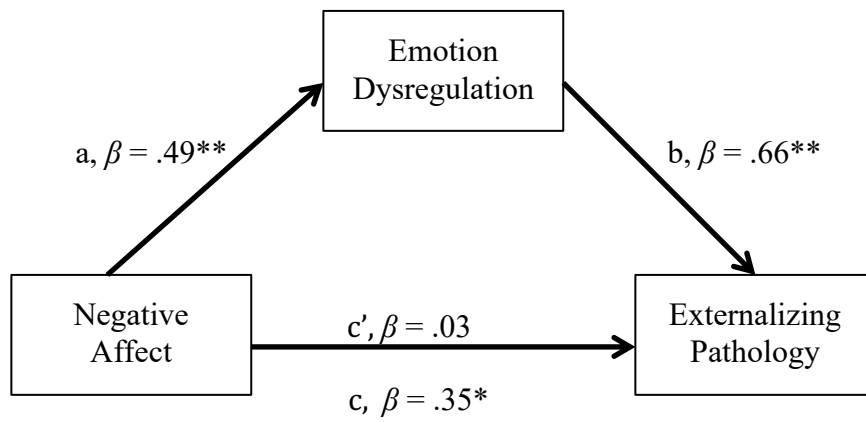 Emotion
Dysregulation
a, β = .49**
b, β = .66**
Negative
Affect
c’, β = .03
c, β = .35*
Externalizing
Pathology